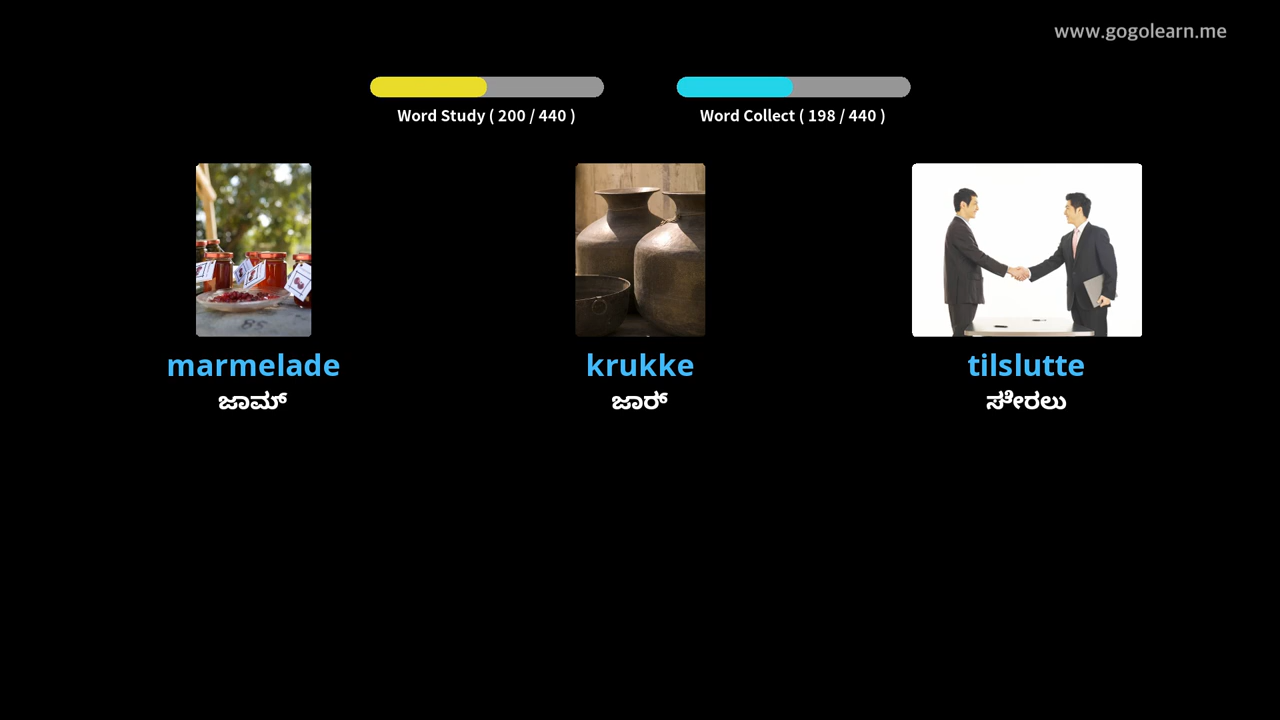 www.gogolearn.me
Word Study ( 200 / 440 )
Word Collect ( 198 / 440 )
marmelade
krukke
tilslutte
ಜಾಮ್
ಜಾರ್
ಸೇರಲು